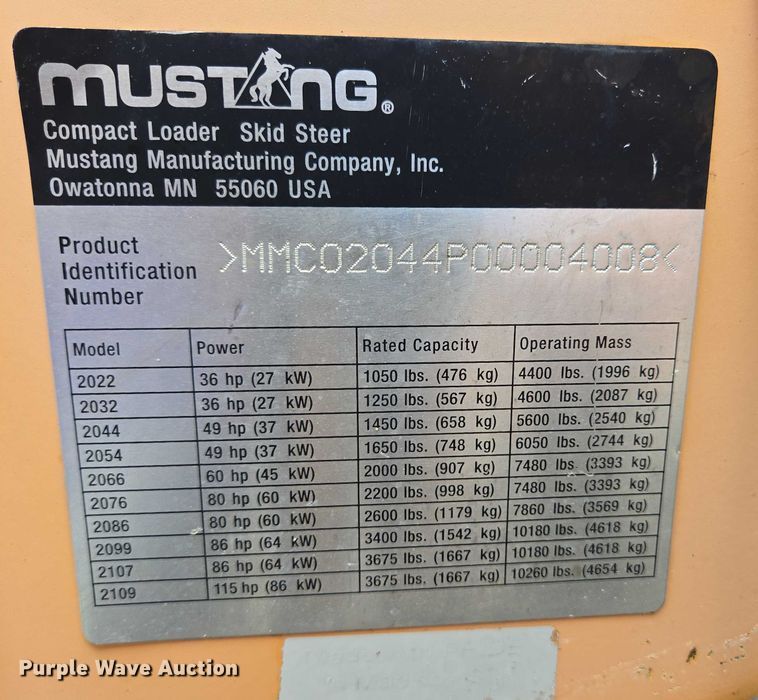 MUSTANG®
Compact Loader Skid Steer
Mustang Manufacturing Company, Inc.
Owatonna MN 55060 USA
Product
Identification
Number
>MMC02044P00004008<
Model Power Rated Capacity Operating Mass
2022 36 hp (27 kW) 1050 lbs. (476 kg) 4400 lbs. (1996 kg)
2032 36 hp (27 kW) 1250 lbs. (567 kg) 4600 lbs. (2087 kg)
2044 49 hp (37 kW) 1450 lbs. (658 kg) 5600 lbs. (2540 kg)
2054 49 hp (37 kW) 1650 lbs. (748 kg) 6050 lbs. (2744 kg)
2066 60 hp (45 kW) 2000 lbs. (907 kg) 7480 lbs. (3393 kg)
2076 80 hp (60 kW) 2200 lbs. (998 kg) 7480 lbs. (3393 kg)
2086 80 hp (60 kW) 2600 lbs. (1179 kg) 7860 lbs. (3569 kg)
2099 86 hp (64 kW) 3400 lbs. (1542 kg) 10180 lbs. (4618 kg)
2107 86 hp (64 kW) 3675 lbs. (1667 kg) 10180 lbs. (4618 kg)
2109 115 hp (86 kW) 3675 lbs. (1667 kg) 10260 lbs. (4654 kg)
Purple Wave Auction